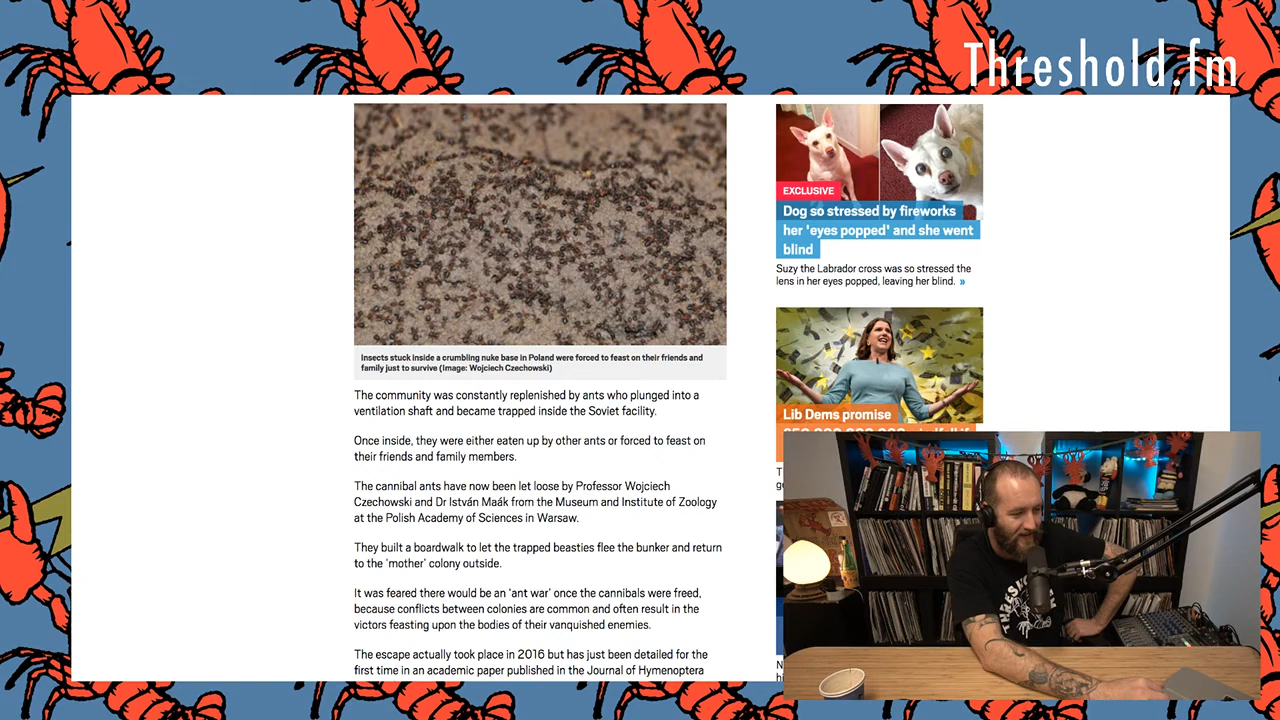 Threshold.fm
Insects stuck inside a crumbling nuke base in Poland were forced to feast on their friends and
family just to survive (Image: Wojciech Czechowski)
The community was constantly replenished by ants who plunged into a
ventilation shaft and became trapped inside the Soviet facility.
Once inside, they were either eaten up by other ants or forced to feast on
their friends and family members.
The cannibal ants have now been let loose by Professor Wojciech
Czechowski and Dr István Maák from the Museum and Institute of Zoology
at the Polish Academy of Sciences in Warsaw.
They built a boardwalk to let the trapped beasties flee the bunker and return
to the 'mother' colony outside.
It was feared there would be an 'ant war' once the cannibals were freed,
because conflicts between colonies are common and often result in the
victors feasting upon the bodies of their vanquished enemies.
The escape actually took place in 2016 but has just been detailed for the
first time in an academic paper published in the Journal of Hymenoptera
EXCLUSIVE
Dog so stressed by fireworks
her 'eyes popped' and she went
blind
Suzy the Labrador cross was so stressed the
lens in her eyes popped, leaving her blind. »
Lib Dems promise